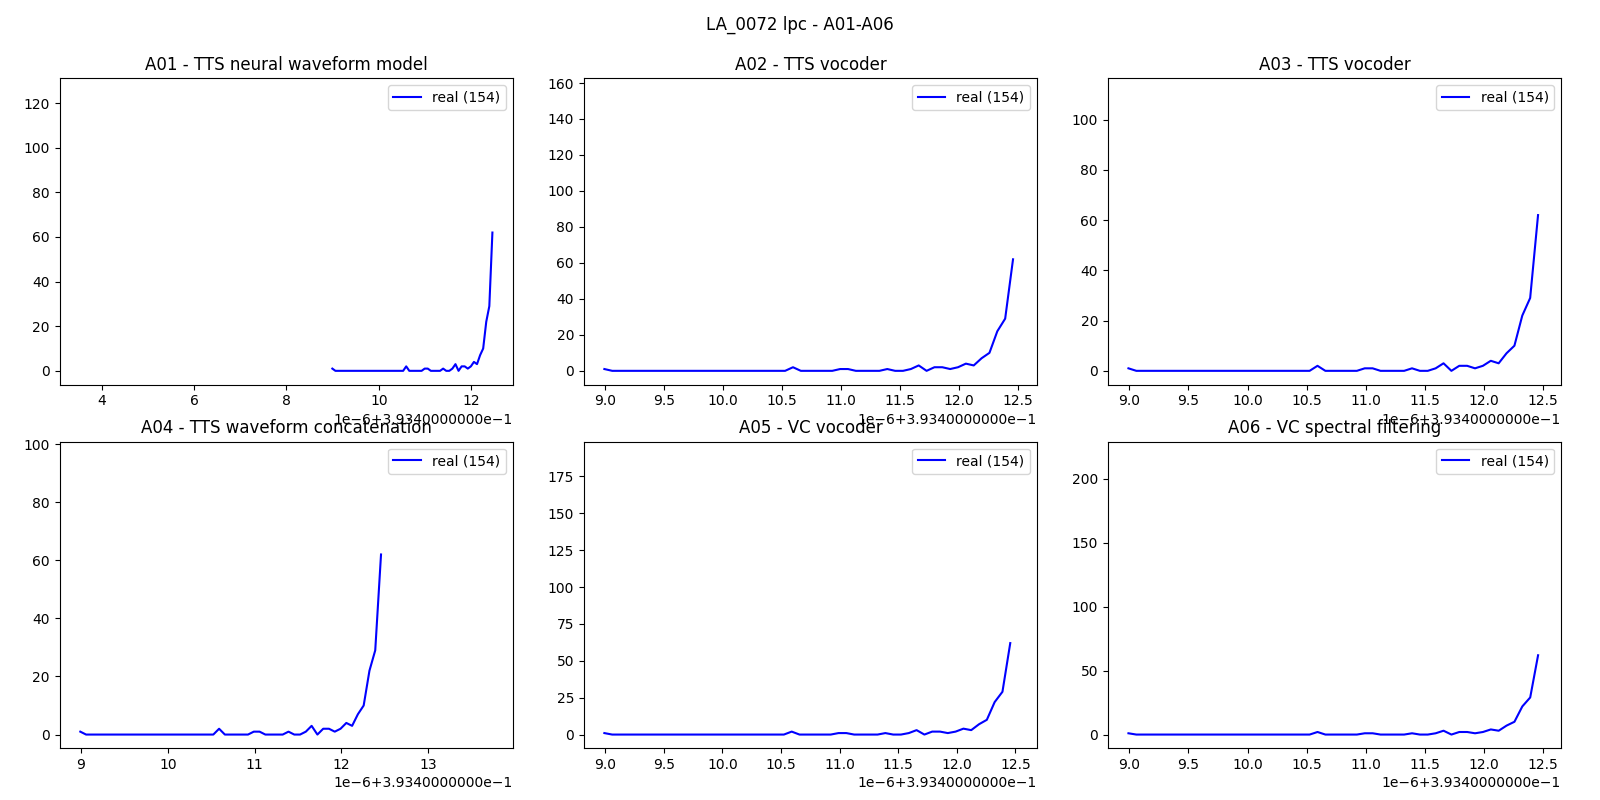 LA_0072 lpc - A01-A06
A01 - TTS neural waveform model
A02 - TTS vocoder
A03 - TTS vocoder
real (154)
real (154)
real (154)
120
100
80
60
40
20
0
160
140
120
100
80
60
40
20
0
100
80
60
40
20
0
4 6 8 10 12
9.0 9.5 10.0 10.5 11.0 11.5 12.0 12.5
9.0 9.5 10.0 10.5 11.0 11.5 12.0 12.5
1e-6+3.9340000000e-1
1e-6+3.9340000000e-1
1e-6+3.9340000000e-1
A04 - TTS waveform concatenation
A05 - VC vocoder
A06 - VC spectral filtering
real (154)
real (154)
real (154)
100
80
60
40
20
0
175
150
125
100
75
50
25
0
200
150
100
50
0
9 10 11 12 13
9.0 9.5 10.0 10.5 11.0 11.5 12.0 12.5
9.0 9.5 10.0 10.5 11.0 11.5 12.0 12.5
1e-6+3.9340000000e-1
1e-6+3.9340000000e-1
1e-6+3.9340000000e-1